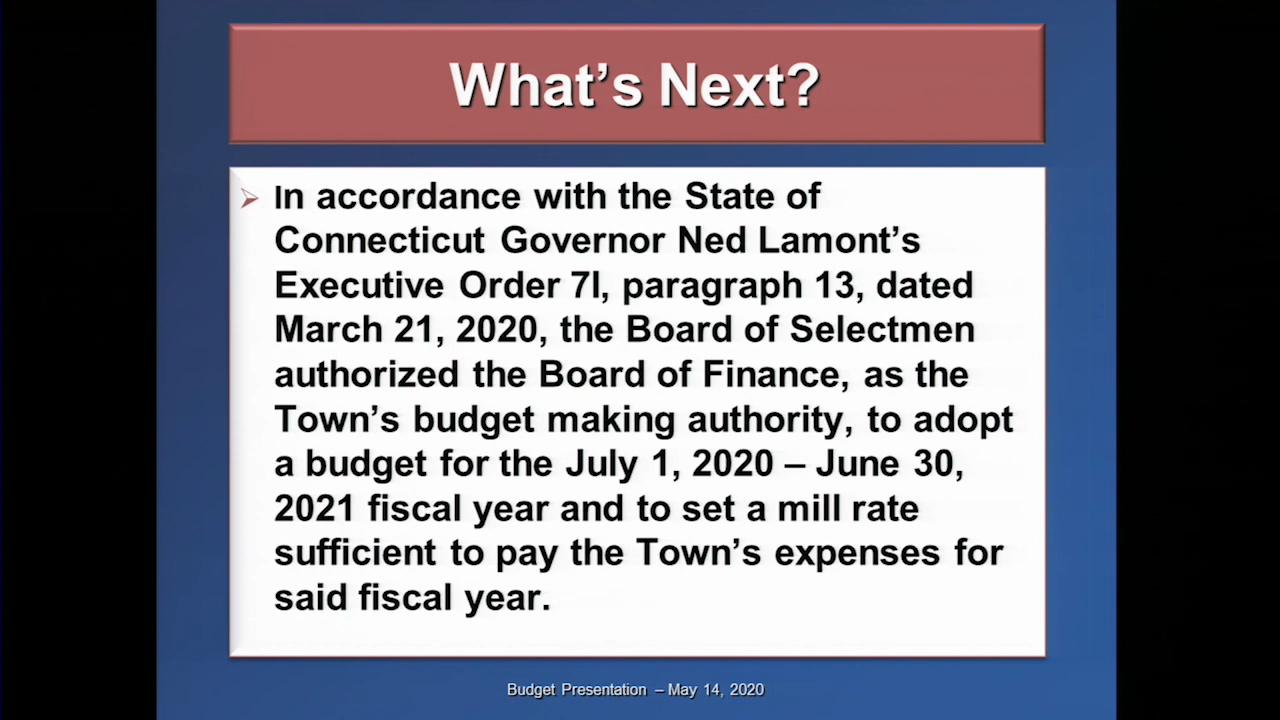 What’s Next?
In accordance with the State of
Connecticut Governor Ned Lamont’s
Executive Order 7I, paragraph 13, dated
March 21, 2020, the Board of Selectmen
authorized the Board of Finance, as the
Town’s budget making authority, to adopt
a budget for the July 1, 2020 – June 30,
2021 fiscal year and to set a mill rate
sufficient to pay the Town’s expenses for
said fiscal year.
Budget Presentation – May 14, 2020